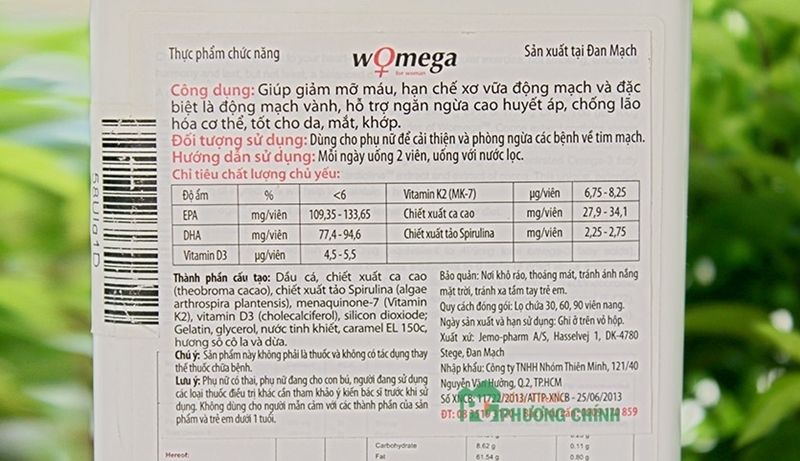 Thực phẩm chức năng
wOmega
for woman
Sản xuất tại Đan Mạch
Công dụng: Giúp giảm mỡ máu, hạn chế xơ vữa động mạch và đặc
biệt là động mạch vành, hỗ trợ ngăn ngừa cao huyết áp, chống lão
hóa cơ thể, tốt cho da, mắt, khớp.
Đối tượng sử dụng: Dùng cho phụ nữ để cải thiện và phòng ngừa các bệnh về tim mạch.
Hướng dẫn sử dụng: Mỗi ngày uống 2 viên, uống với nước lọc.
Chỉ tiêu chất lượng chủ yếu:
Độ ẩm % <6 Vitamin K2 (MK-7) µg/viên 6,75 - 8,25
EPA mg/viên 109,35 - 133,65 Chiết xuất ca cao mg/viên 27,9 - 34,1
DHA mg/viên 77,4 - 94,6 Chiết xuất tảo Spirulina mg/viên 2,25 - 2,75
Vitamin D3 µg/viên 4,5 - 5,5
Thành phần cấu tạo: Dầu cá, chiết xuất ca cao
(theobroma cacao), chiết xuất tảo Spirulina (algae
arthrospira plantensis), menaquinone-7 (Vitamin
K2), vitamin D3 (cholecalciferol), silicon dioxide;
Gelatin, glycerol, nước tinh khiết, caramel EL 150c,
hương sô cô la và dừa.
Chú ý: Sản phẩm này không phải là thuốc và không có tác dụng thay
thế thuốc chữa bệnh.
Lưu ý: Phụ nữ có thai, phụ nữ đang cho con bú, người đang sử dụng
các loại thuốc điều trị khác cần tham khảo ý kiến bác sĩ trước khi sử
dụng. Không dùng cho người mẫn cảm với các thành phần của sản
phẩm và trẻ em dưới 1 tuổi.
Bảo quản: Nơi khô ráo, thoáng mát, tránh ánh nắng
mặt trời, tránh xa tầm tay trẻ em.
Quy cách đóng gói: Lọ chứa 30, 60, 90 viên nang.
Ngày sản xuất và hạn sử dụng: Ghi ở trên vỏ hộp.
Xuất xứ: Jemo-pharm A/S, Hasselvej 1, DK-4780
Stege, Đan Mạch
Nhập khẩu: Công ty TNHH Nhóm Thiên Minh, 121/40
Nguyễn Văn Hưởng, Q.2, TP.HCM
Số XNCB: 11722/2013/ATTP-XNCB - 25/06/2013
ĐT: 859
PHƯƠNG CHINH
Hereof:
Carbohydrate 8.62 g 0.11 g
Fat 61.54 g 0.80 g